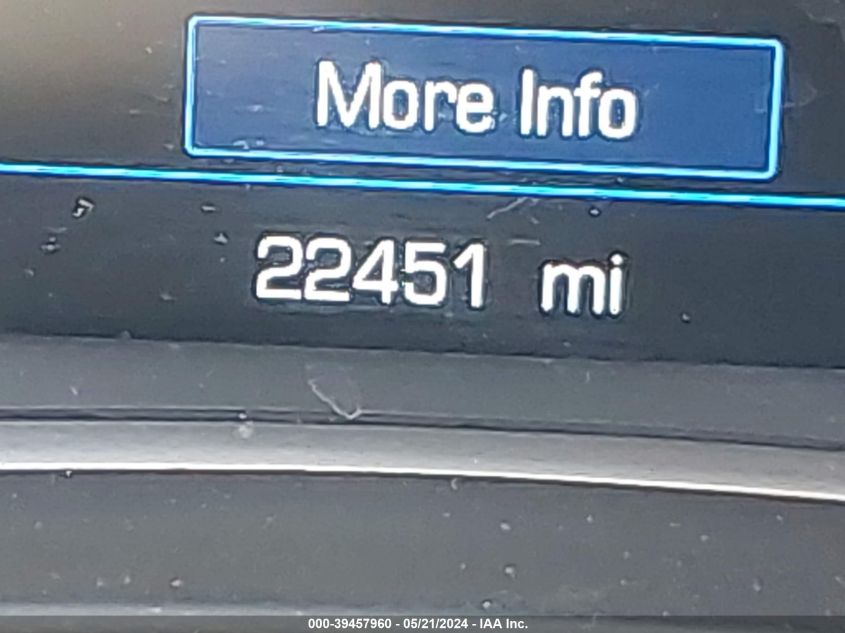 More Info
22451 mi
000-39457960 - 05/21/2024 - IAA Inc.